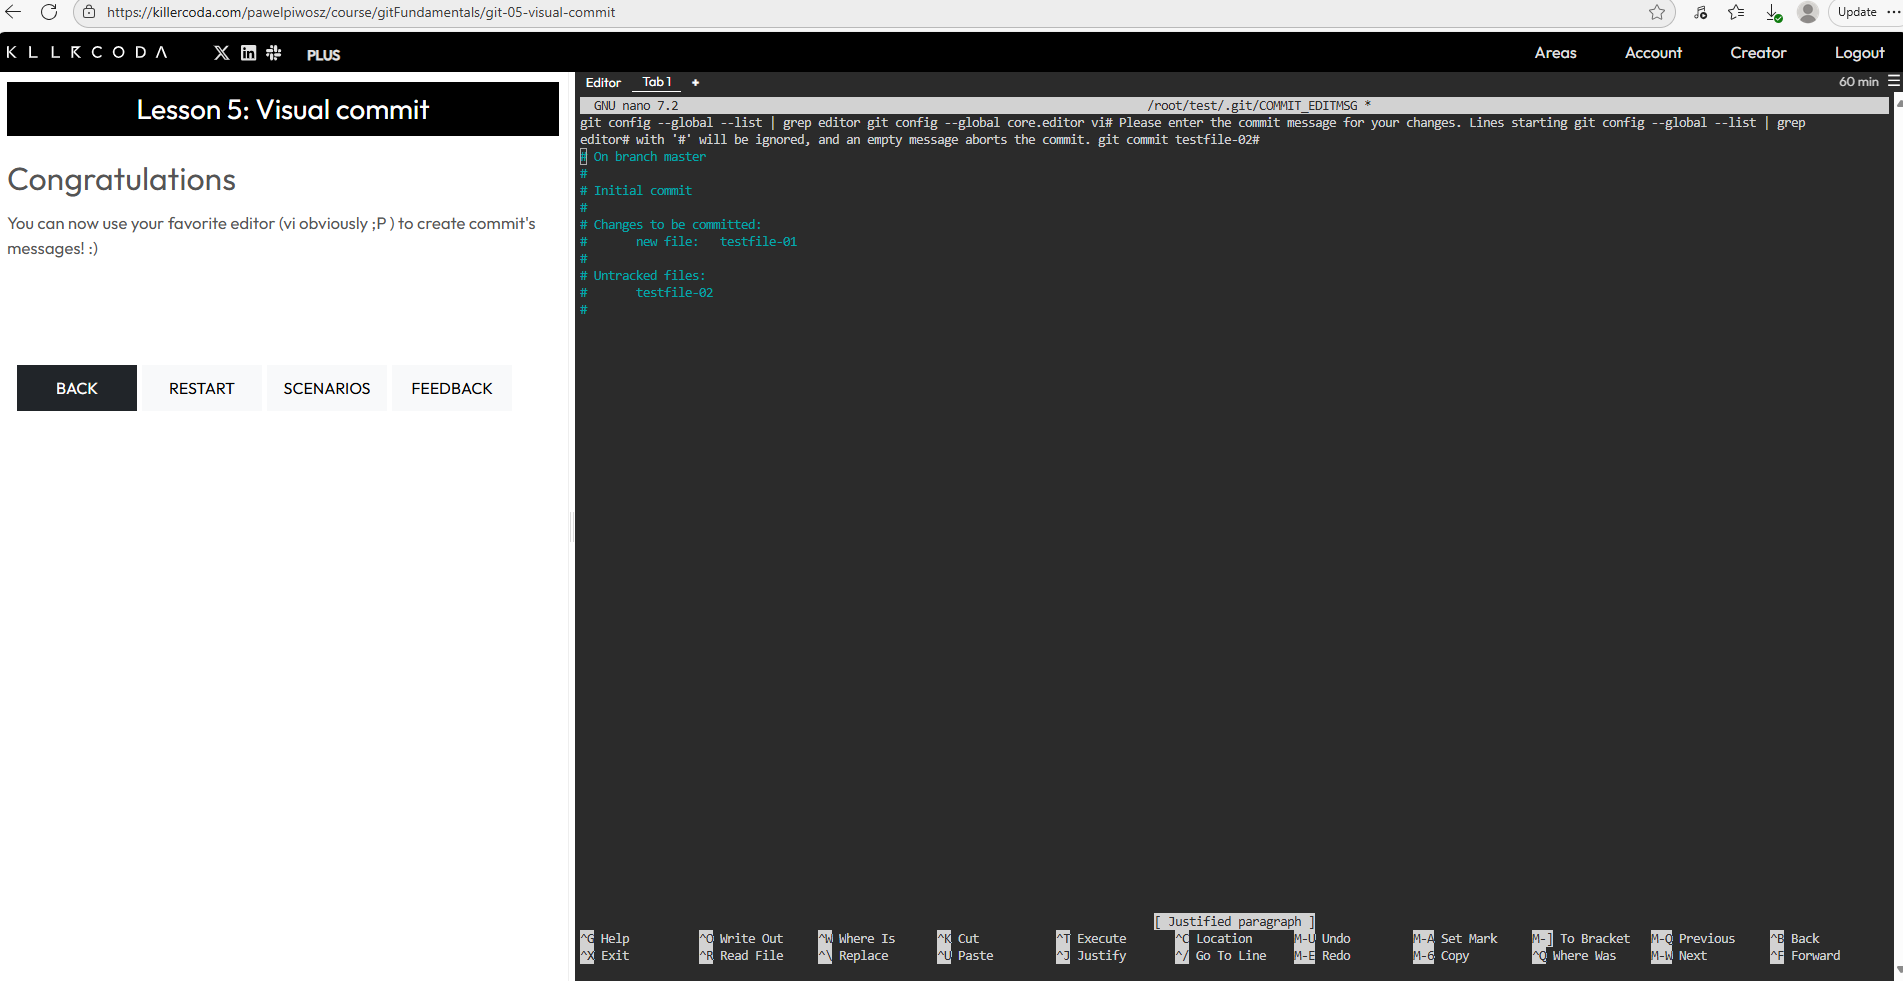 https://killercoda.com/pawelpiwosz/course/gitFundamentals/git-05-visual-commit
Update
KLLRCODA
PLUS
Areas Account Creator Logout
Lesson 5: Visual commit
Congratulations
You can now use your favorite editor (vi obviously ;P ) to create commit's
messages! :)
BACK RESTART SCENARIOS FEEDBACK
Editor Tab 1 + 60 min
GNU nano 7.2 /root/test/.git/COMMIT_EDITMSG *
git config --global --list | grep editor git config --global core.editor vi# Please enter the commit message for your changes. Lines starting git config --global --list | grep
editor# with '#' will be ignored, and an empty message aborts the commit. git commit testfile-02#
# On branch master
#
# Initial commit
#
# Changes to be committed:
#       new file:   testfile-01
#
# Untracked files:
#       testfile-02
#
[ Justified paragraph ]
^G Help ^O Write Out ^W Where Is ^K Cut ^T Execute ^C Location M-U Undo M-A Set Mark M-] To Bracket M-Q Previous ^B Back
^X Exit ^R Read File ^\ Replace ^U Paste ^J Justify ^/ Go To Line M-E Redo M-6 Copy ^Q Where Was M-W Next ^F Forward